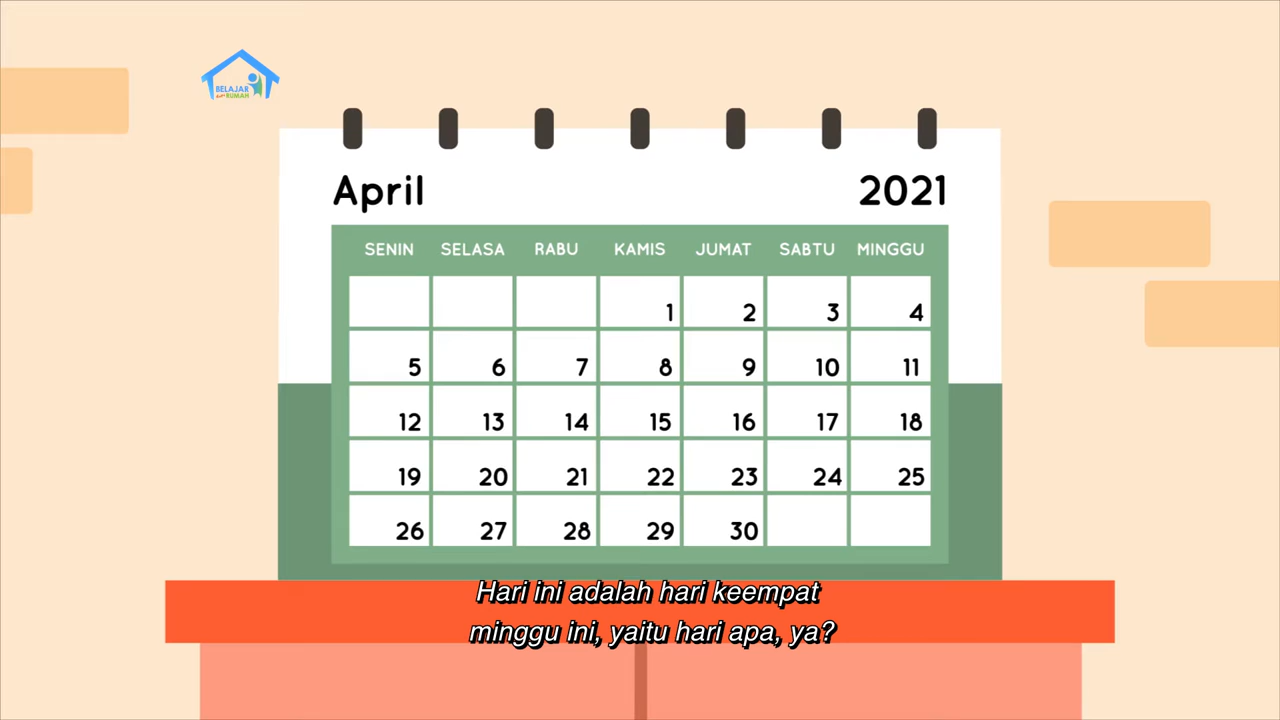 BELAJAR
dari RUMAH
April 2021
SENIN SELASA RABU KAMIS JUMAT SABTU MINGGU
1 2 3 4
5 6 7 8 9 10 11
12 13 14 15 16 17 18
19 20 21 22 23 24 25
26 27 28 29 30
Hari ini adalah hari keempat
minggu ini, yaitu hari apa, ya?